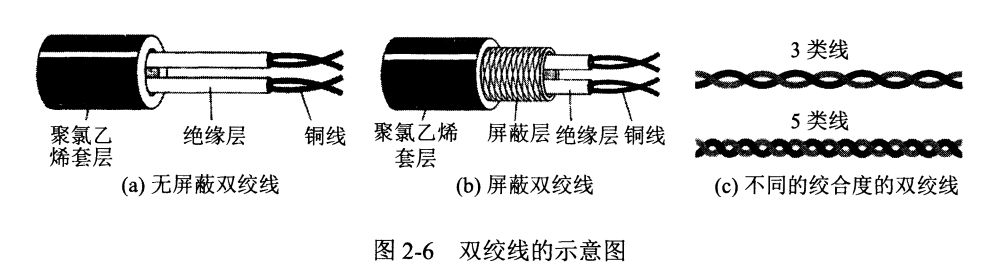 聚氯乙
烯套层
绝缘层
铜线
(a) 无屏蔽双绞线
聚氯乙烯
套层
屏蔽层
绝缘层
铜线
(b) 屏蔽双绞线
3 类线
5 类线
(c) 不同的绞合度的双绞线
图 2-6 双绞线的示意图